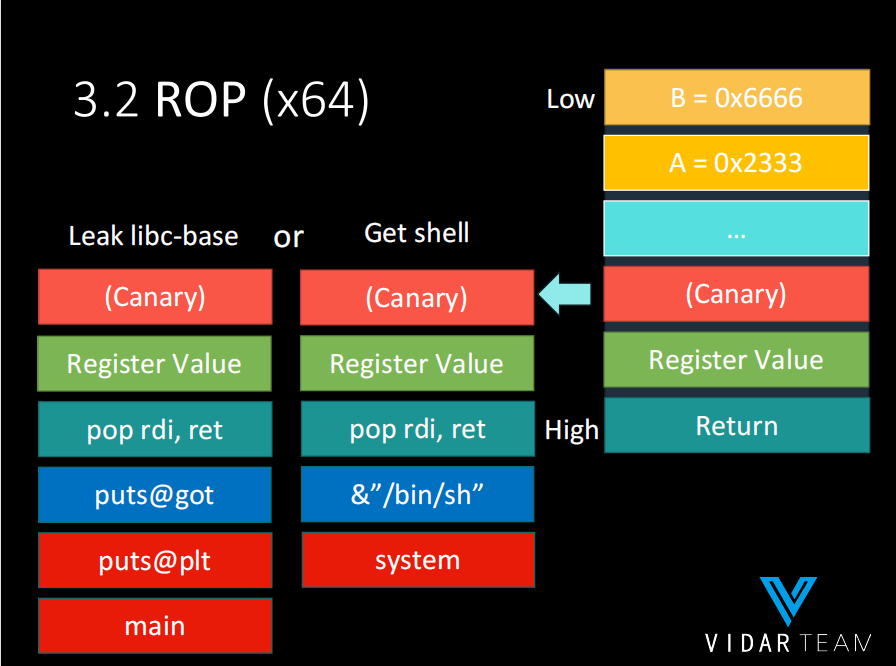 3.2 ROP (x64)
Leak libc-base or Get shell
(Canary)
Register Value
pop rdi, ret
puts@got
puts@plt
main
(Canary)
Register Value
pop rdi, ret
&”/bin/sh”
system
Low
B = 0x6666
A = 0x2333
...
(Canary)
Register Value
High
Return
VIDAR TEAM